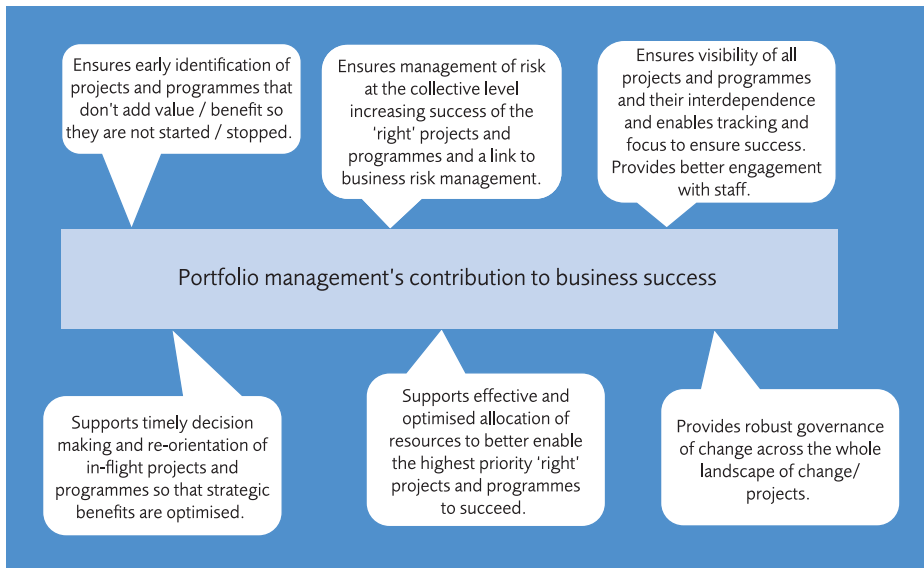 Ensures early identification of
projects and programmes that
don't add value / benefit so
they are not started / stopped.
Ensures management of risk
at the collective level
increasing success of the
‘right’ projects and
programmes and a link to
business risk management.
Ensures visibility of all
projects and programmes
and their interdependence
and enables tracking and
focus to ensure success.
Provides better engagement
with staff.
Portfolio management's contribution to business success
Supports timely decision
making and re-orientation of
in-flight projects and
programmes so that strategic
benefits are optimised.
Supports effective and
optimised allocation of
resources to better enable
the highest priority ‘right’
projects and programmes
to succeed.
Provides robust governance
of change across the whole
landscape of change/
projects.